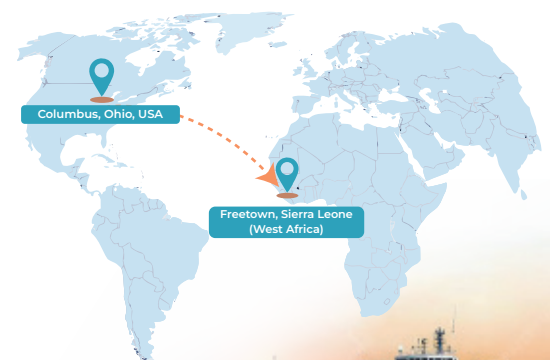 Columbus, Ohio, USA
Freetown, Sierra Leone
(West Africa)